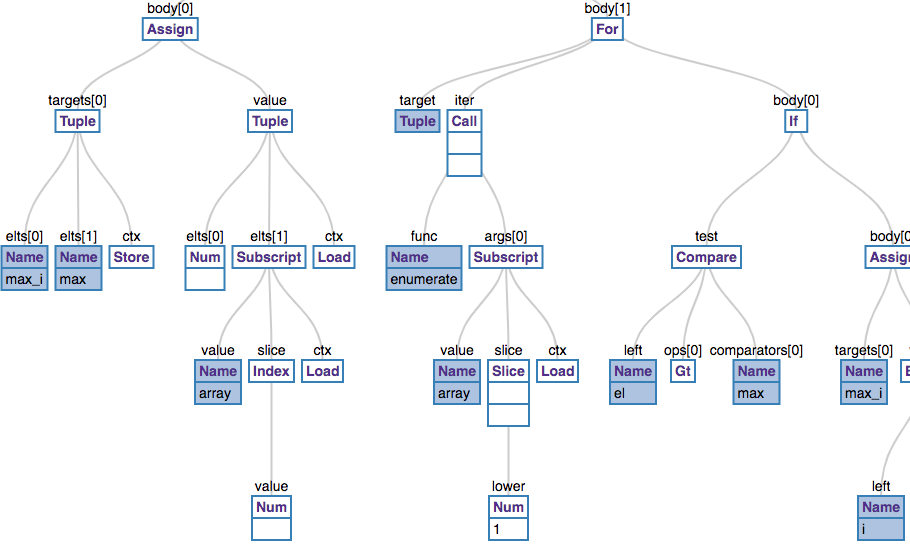 body[0]
Assign
body[1]
For
targets[0]
Tuple
value
Tuple
target
Tuple
iter
Call
body[0]
If
elts[0]
Name
max_i
elts[1]
Name
max
ctx
Store
elts[0]
Num
elts[1]
Subscript
ctx
Load
func
Name
enumerate
args[0]
Subscript
test
Compare
value
Name
array
slice
Index
ctx
Load
value
Name
array
slice
Slice
ctx
Load
left
Name
el
ops[0]
Gt
comparators[0]
Name
max
targets[0]
Name
max_i
value
Num
lower
Num
1
left
Name
i